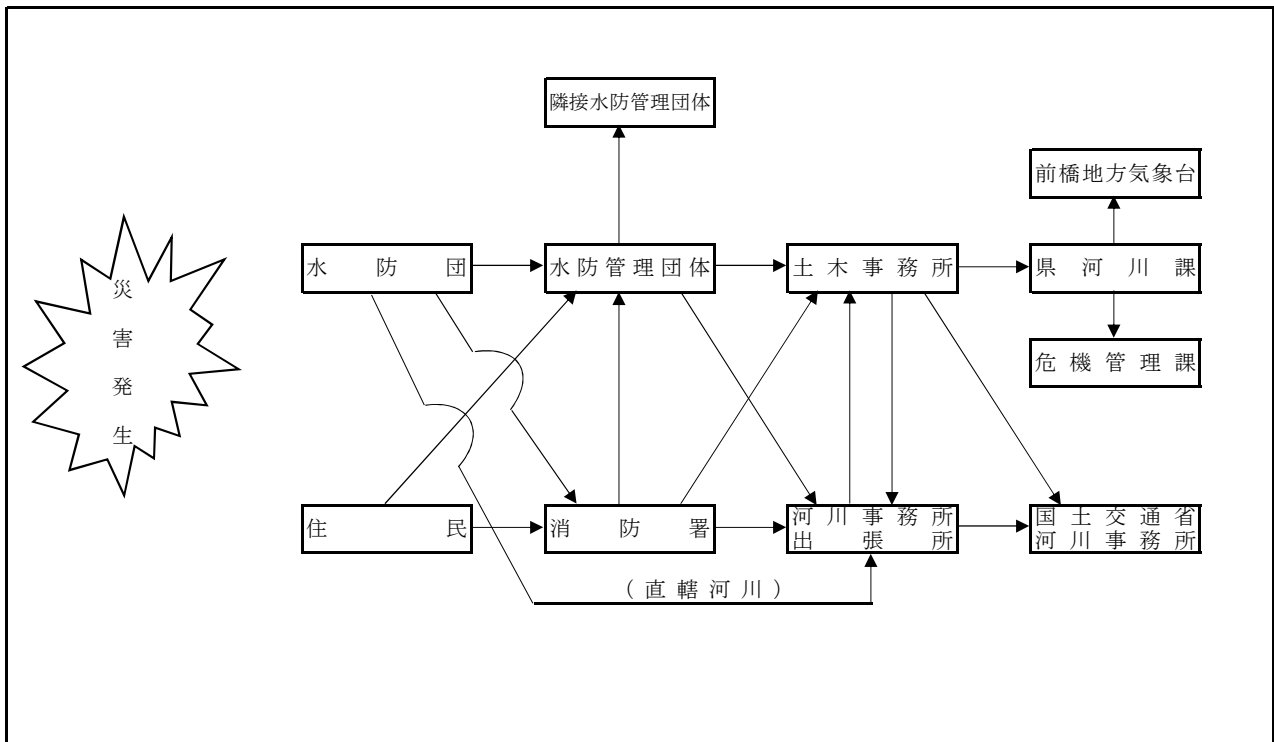 隣接水防管理団体
前橋地方気象台
水防団
水防管理団体
土木事務所
県河川課
災害発生
危機管理課
住民
消防署
河川事務所
出張所
国土交通省
河川事務所
(直轄河川)